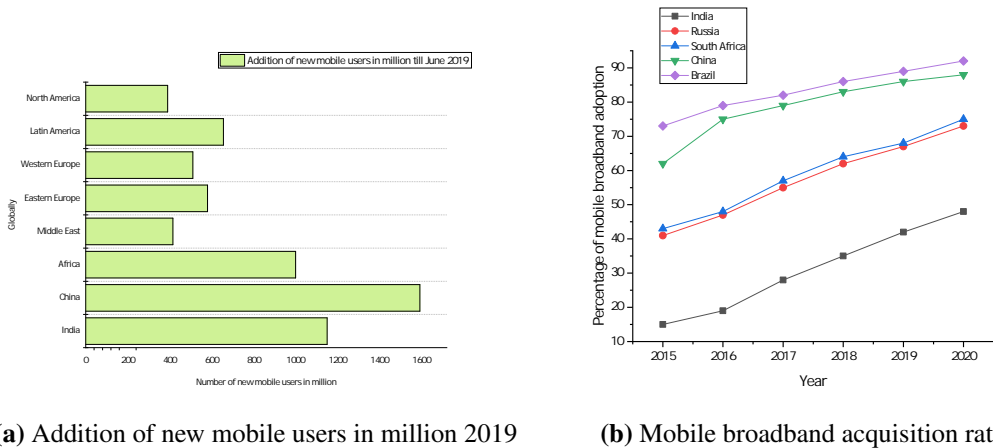 Addition of new mobile users in million till June 2019
North America
Latin America
Western Europe
Eastern Europe
Middle East
Africa
China
India
Globally
0 200 400 600 800 1000 1200 1400 1600
Number of new mobile users in million
India
Russia
South Africa
China
Brazil
90
80
70
60
50
40
30
20
10
Percentage of mobile broadband adoption
2015 2016 2017 2018 2019 2020
Year
(a) Addition of new mobile users in million 2019
(b) Mobile broadband acquisition rat